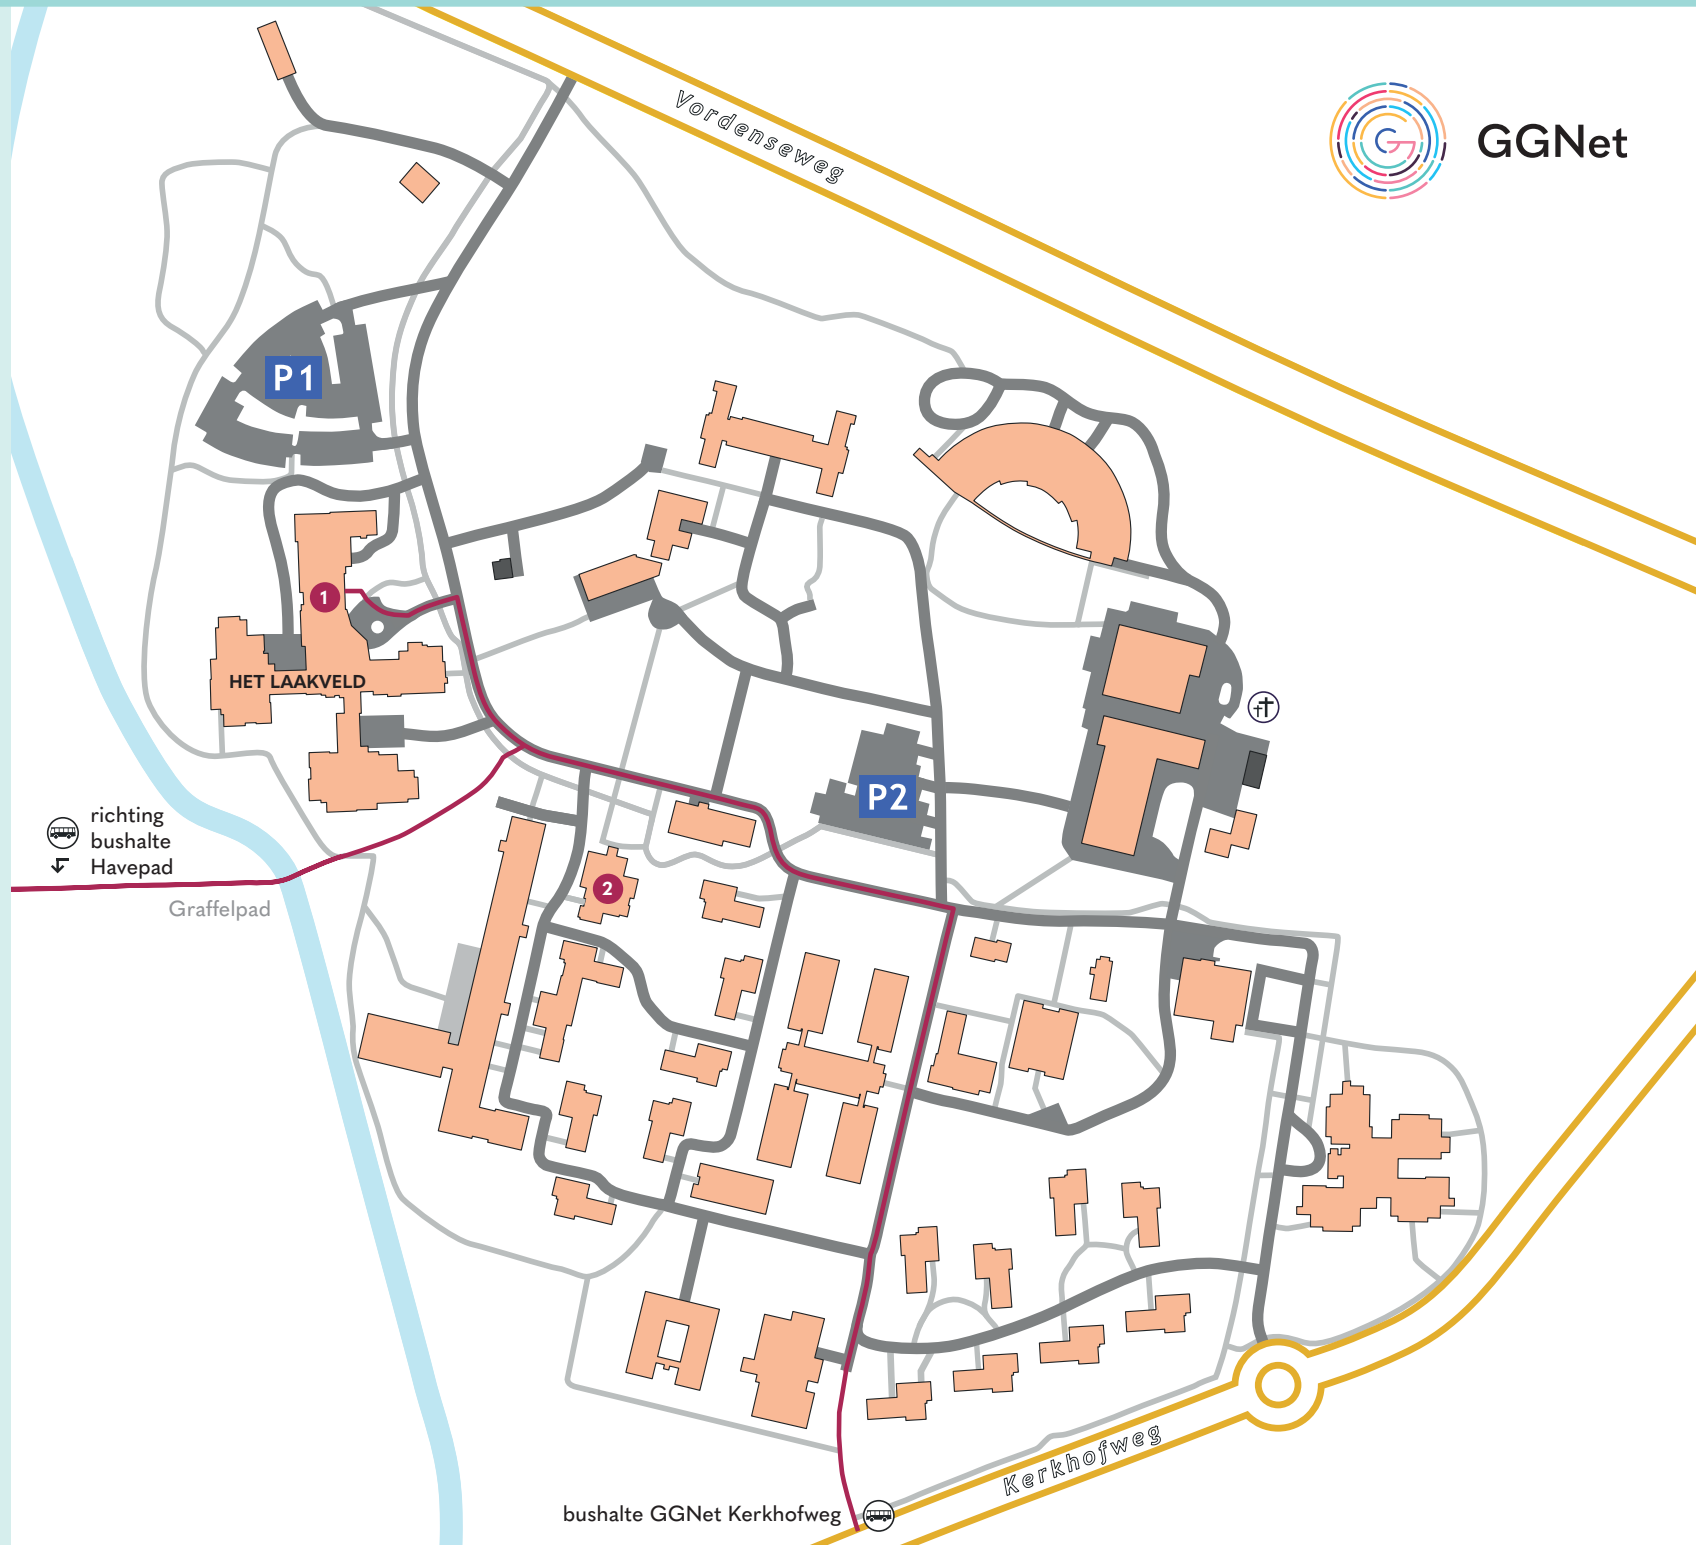 Vordenseweg
GGNet
P1
1
HET LAAKVELD
P2
richting
bushalte
Havepad
Graffelpad
2
Kerkhofweg
bushalte GGNet Kerkhofweg